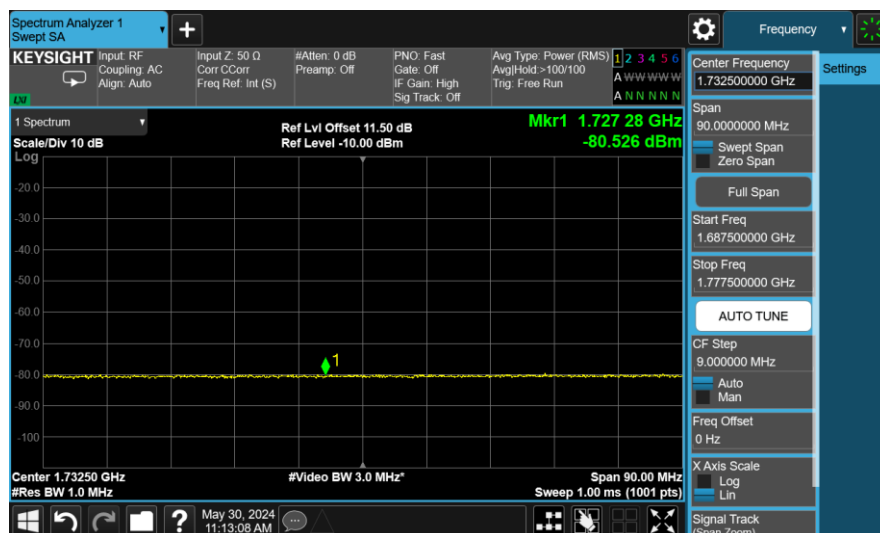 Spectrum Analyzer 1
Swept SA
Frequency
KEYSIGHT
LXI
Input: RF
Coupling: AC
Align: Auto
Input Z: 50 Ω
Corr CCorr
Freq Ref: Int (S)
#Atten: 0 dB
Preamp: Off
PNO: Fast
Gate: Off
IF Gain: High
Sig Track: Off
Avg Type: Power (RMS)
Avg|Hold:>100/100
Trig: Free Run
1 2 3 4 5 6
A W W W W W
A N N N N N
1 Spectrum
Scale/Div 10 dB
Log
Ref Lvl Offset 11.50 dB
Ref Level -10.00 dBm
Mkr1 1.727 28 GHz
-80.526 dBm
-20.0
-30.0
-40.0
-50.0
-60.0
-70.0
1
-80.0
-90.0
-100
Center 1.73250 GHz
#Video BW 3.0 MHz*
Span 90.00 MHz
#Res BW 1.0 MHz
Sweep 1.00 ms (1001 pts)
May 30, 2024
11:13:08 AM
Center Frequency
1.732500000 GHz
Settings
Span
90.0000000 MHz
Swept Span
Zero Span
Full Span
Start Freq
1.687500000 GHz
Stop Freq
1.777500000 GHz
AUTO TUNE
CF Step
9.000000 MHz
Auto
Man
Freq Offset
0 Hz
X Axis Scale
Log
Lin
Signal Track
(Span Zoom)